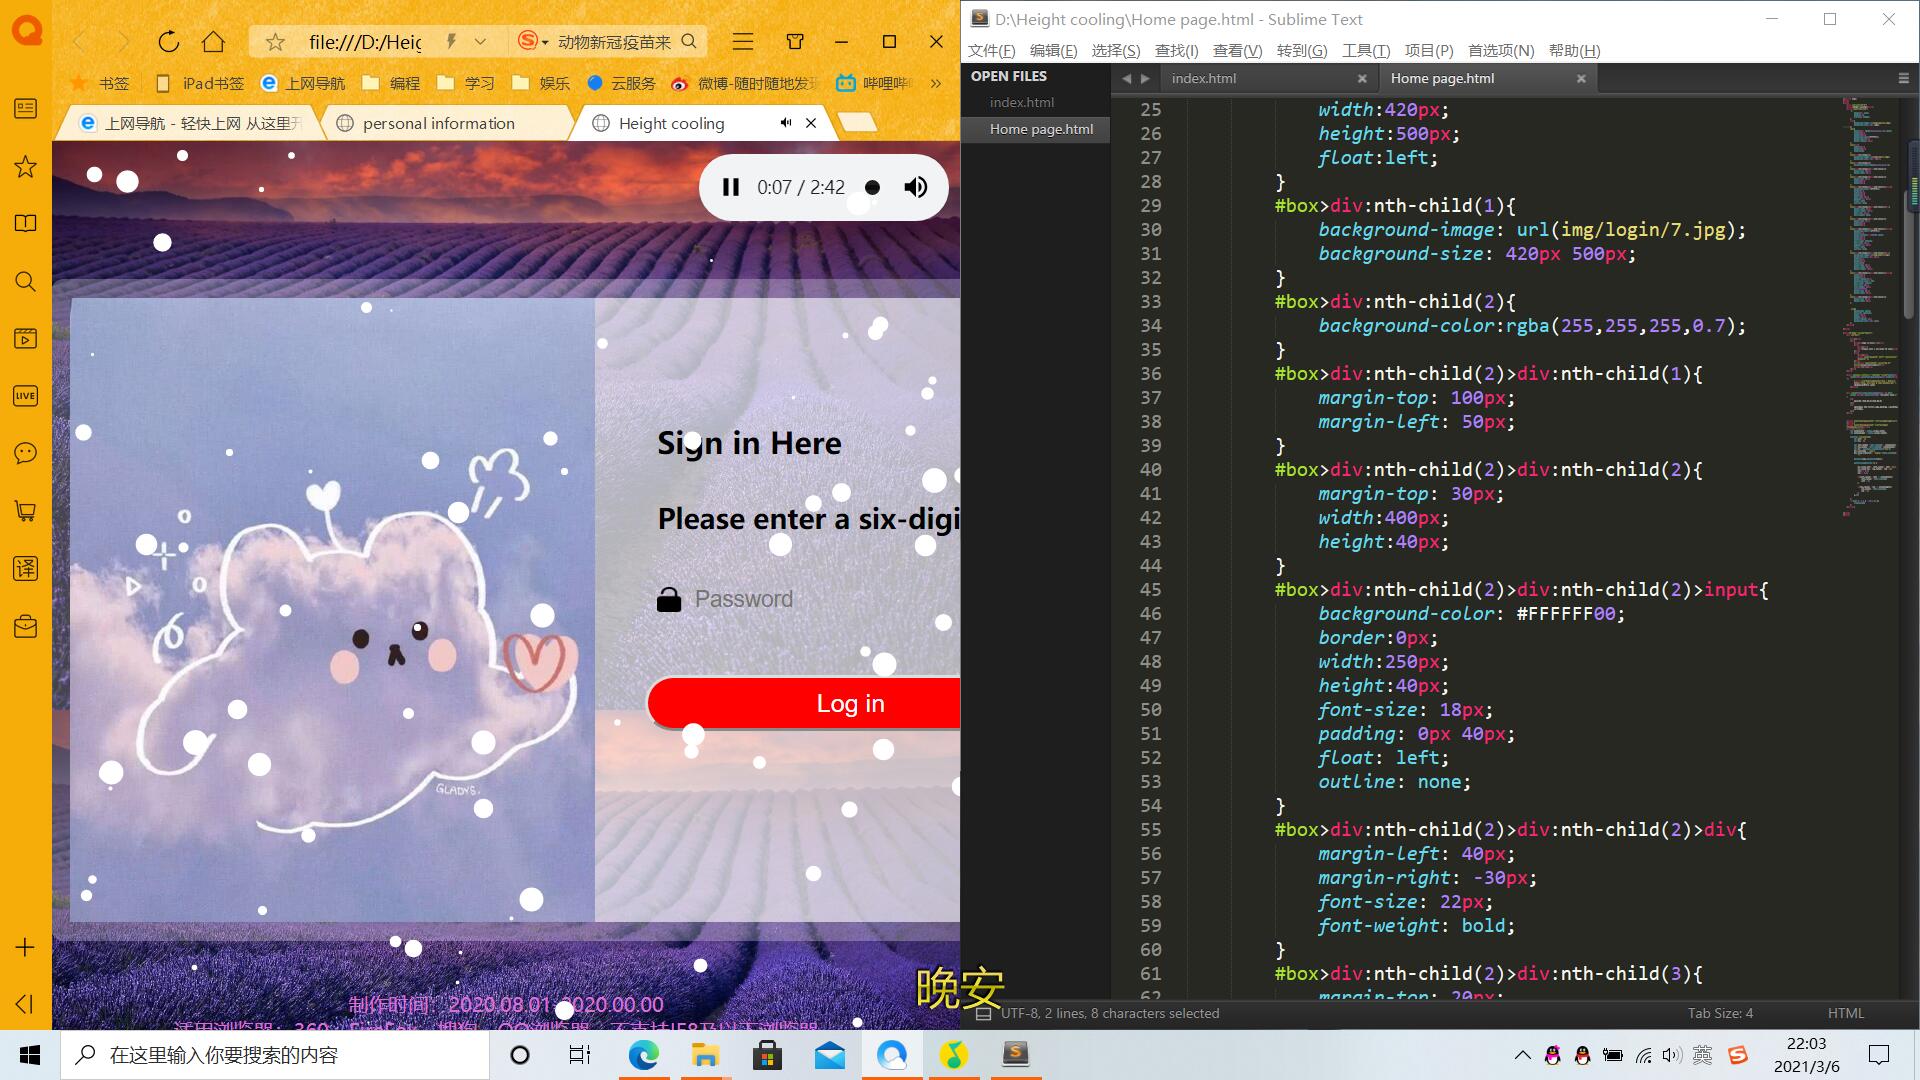 file:///D:/Heig
动物新冠疫苗来
书签
iPad书签
上网导航
编程
学习
娱乐
云服务
微博-随时随地发现
哔哩哔哩
»
上网导航 - 轻快上网 从这里开
personal information
Height cooling
LIVE
译
0:07 / 2:42
Sign in Here
Please enter a six-digi
Password
Log in
GLADYS.
制作时间：2020.08.01-2020.00.00
晚安
D:\Height cooling\Home page.html - Sublime Text
文件(F) 编辑(E) 选择(S) 查找(I) 查看(V) 转到(G) 工具(T) 项目(P) 首选项(N) 帮助(H)
OPEN FILES
index.html
Home page.html
index.html
Home page.html
25 width:420px;
26 height:500px;
27 float:left;
28 }
29 #box>div:nth-child(1){
30 background-image: url(img/login/7.jpg);
31 background-size: 420px 500px;
32 }
33 #box>div:nth-child(2){
34 background-color:rgba(255,255,255,0.7);
35 }
36 #box>div:nth-child(2)>div:nth-child(1){
37 margin-top: 100px;
38 margin-left: 50px;
39 }
40 #box>div:nth-child(2)>div:nth-child(2){
41 margin-top: 30px;
42 width:400px;
43 height:40px;
44 }
45 #box>div:nth-child(2)>div:nth-child(2)>input{
46 background-color: #FFFFFF00;
47 border:0px;
48 width:250px;
49 height:40px;
50 font-size: 18px;
51 padding: 0px 40px;
52 float: left;
53 outline: none;
54 }
55 #box>div:nth-child(2)>div:nth-child(2)>div{
56 margin-left: 40px;
57 margin-right: -30px;
58 font-size: 22px;
59 font-weight: bold;
60 }
61 #box>div:nth-child(2)>div:nth-child(3){
62 margin-top: 20px;
UTF-8, 2 lines, 8 characters selected
Tab Size: 4
HTML
在这里输入你要搜索的内容
英
22:03
2021/3/6